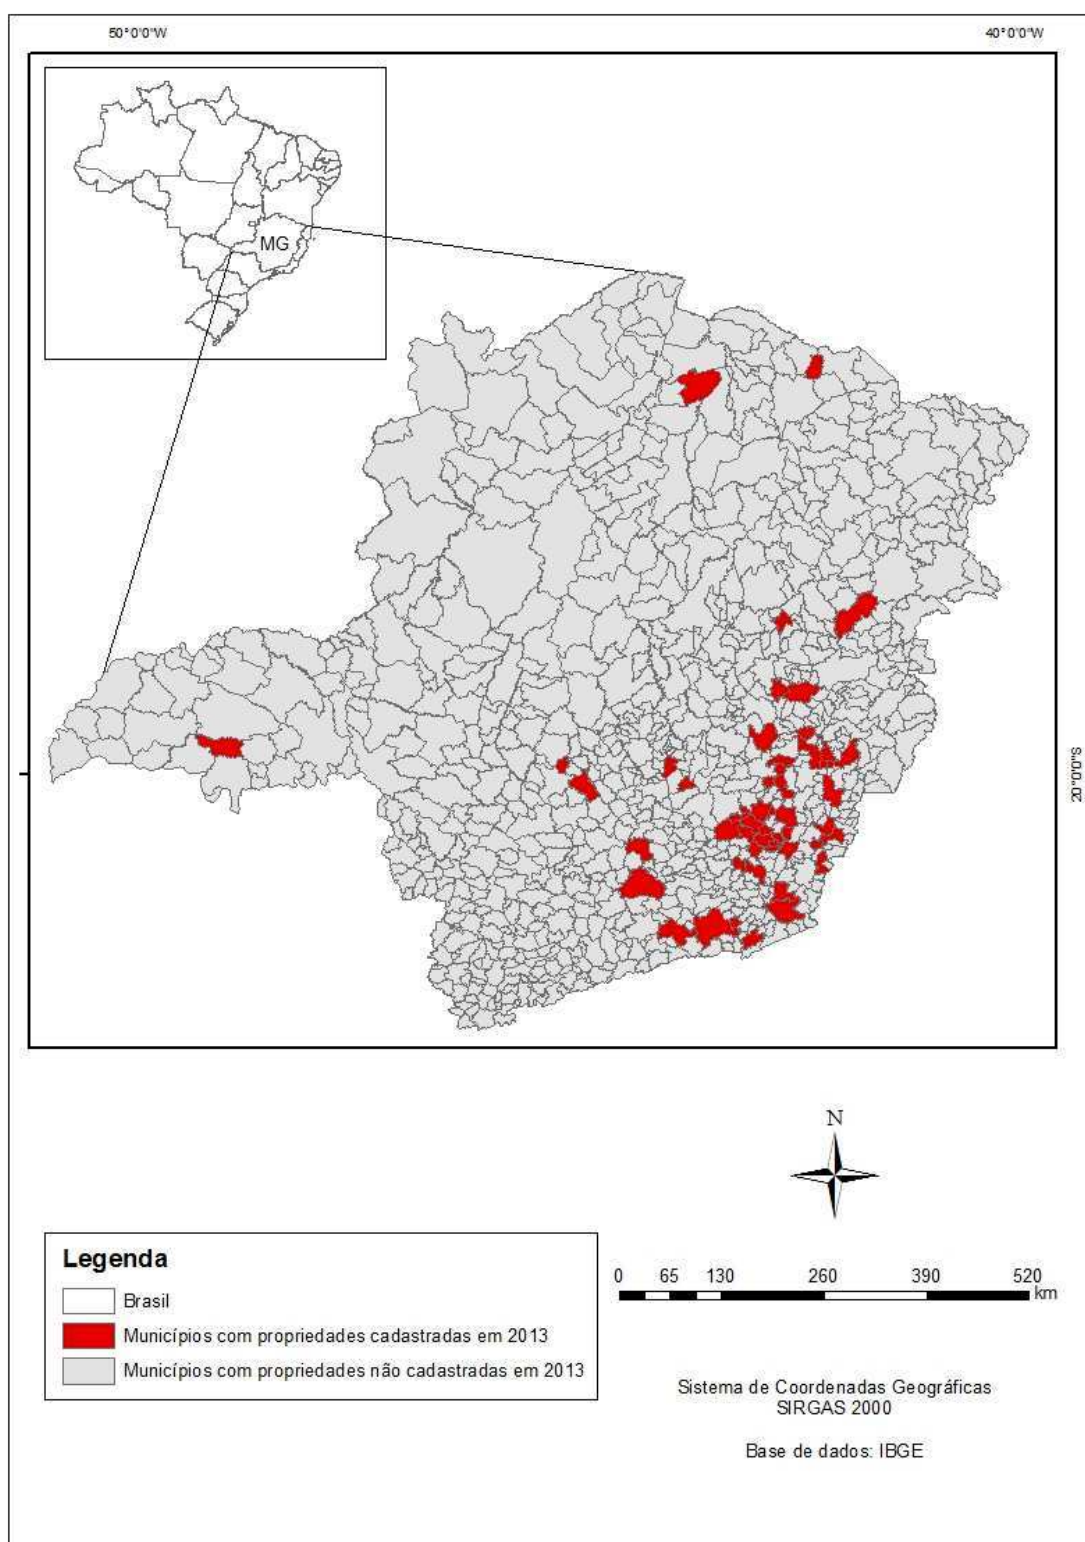 50°0'0"W
40°0'0"W
MG
20°0'0"S
N
Legenda
Brasil
Municípios com propriedades cadastradas em 2013
Municípios com propriedades não cadastradas em 2013
0 65 130 260 390 520
km
Sistema de Coordenadas Geográficas
SIRGAS 2000
Base de dados: IBGE